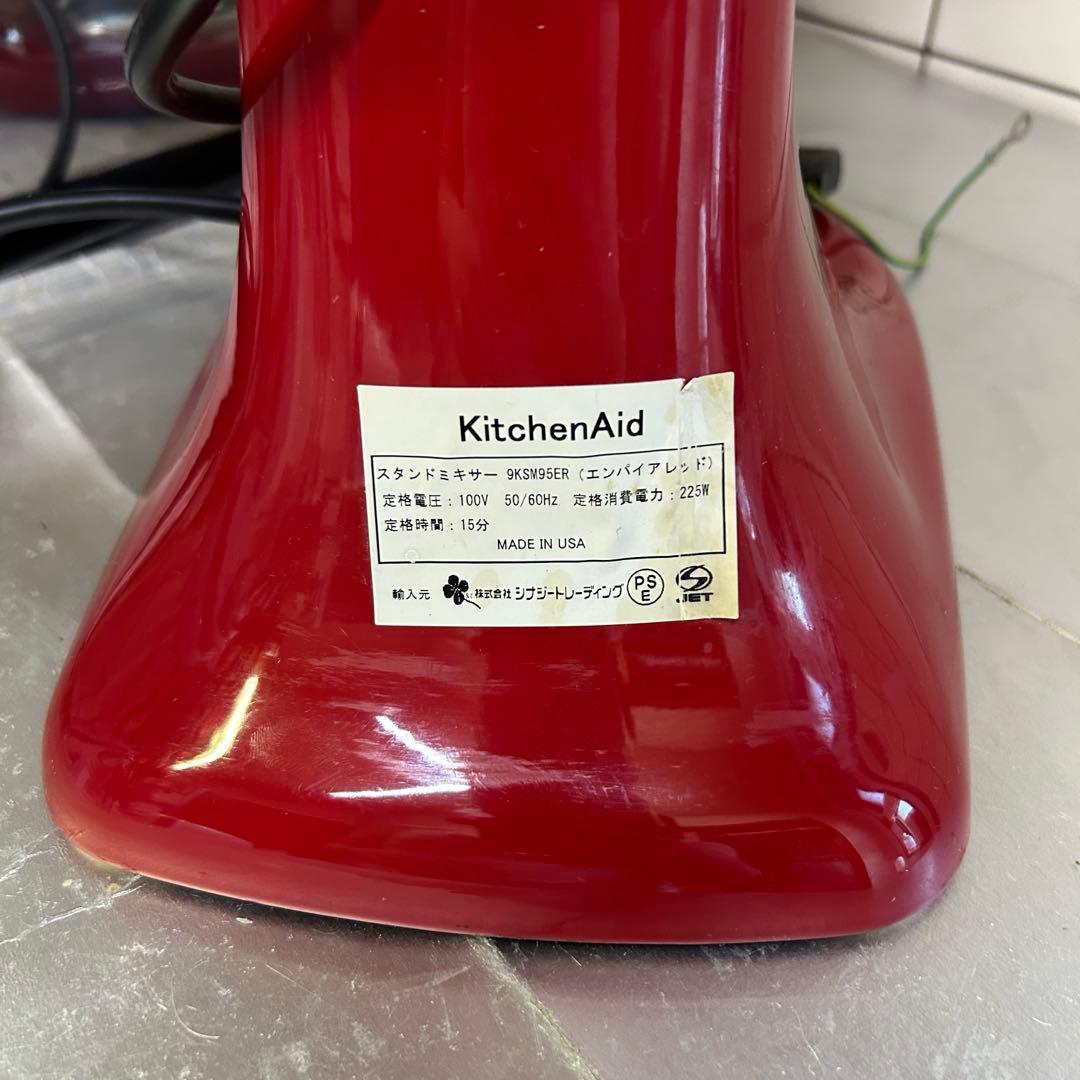 KitchenAid
スタンドミキサー 9KSM95ER (エンパイアレッド)
定格電圧：100V 50/60Hz 定格消費電力：225W
定格時間：15分
MADE IN USA
輸入元 株式会社 シナジートレーディング PSE JET